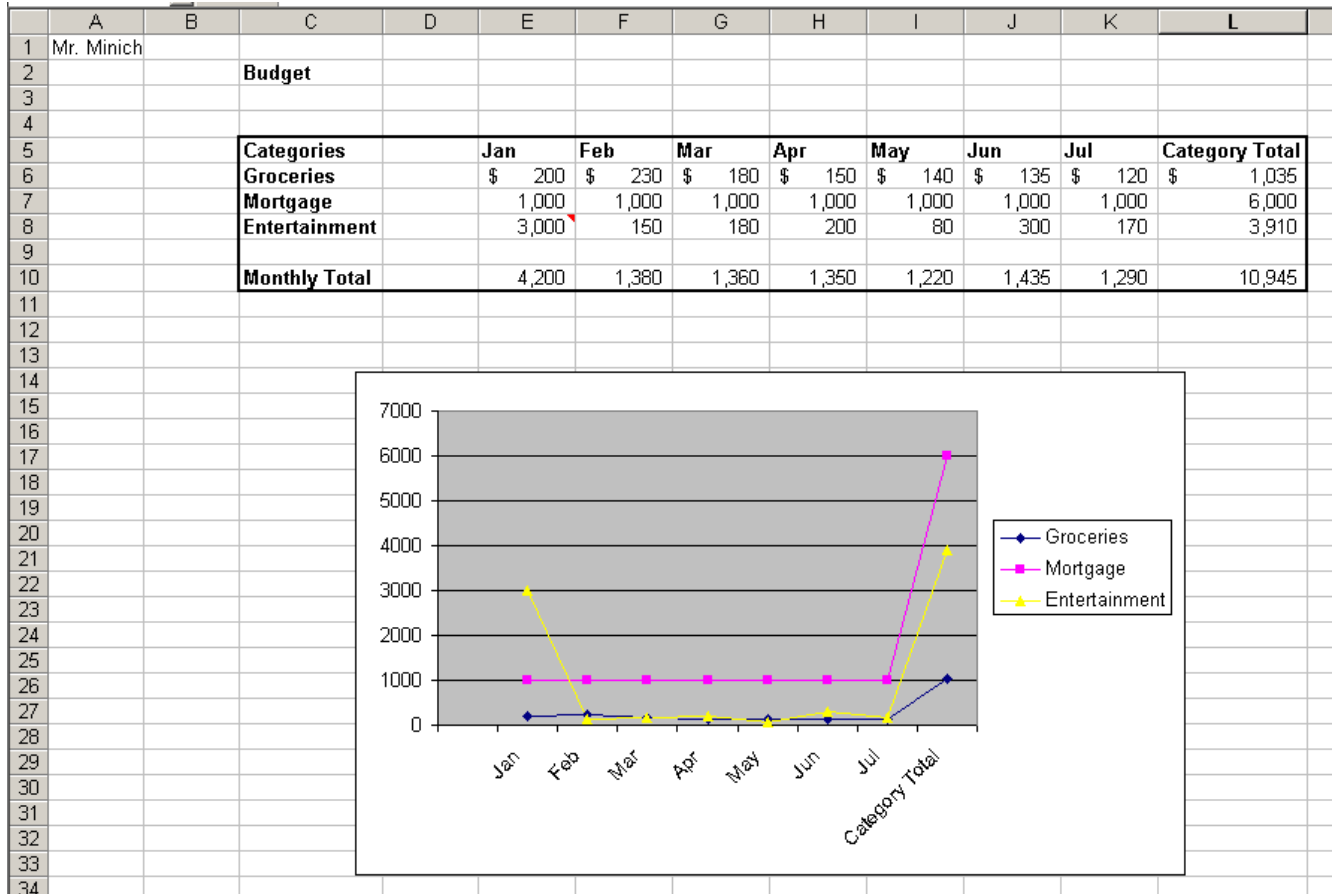 A B C D E F G H I J K L
1 Mr. Minich
2 Budget
3
4
5 Categories Jan Feb Mar Apr May Jun Jul Category Total
6 Groceries $ 200 $ 230 $ 180 $ 150 $ 140 $ 135 $ 120 $ 1,035
7 Mortgage 1,000 1,000 1,000 1,000 1,000 1,000 1,000 6,000
8 Entertainment 3,000 150 180 200 80 300 170 3,910
9
10 Monthly Total 4,200 1,380 1,360 1,350 1,220 1,435 1,290 10,945
11
12
13
14
15
16
17
18
19
20
21
22
23
24
25
26
27
28
29
30
31
32
33
34
7000
6000
5000
4000
3000
2000
1000
0
Jan Feb Mar Apr May Jun Jul Category Total
Groceries
Mortgage
Entertainment